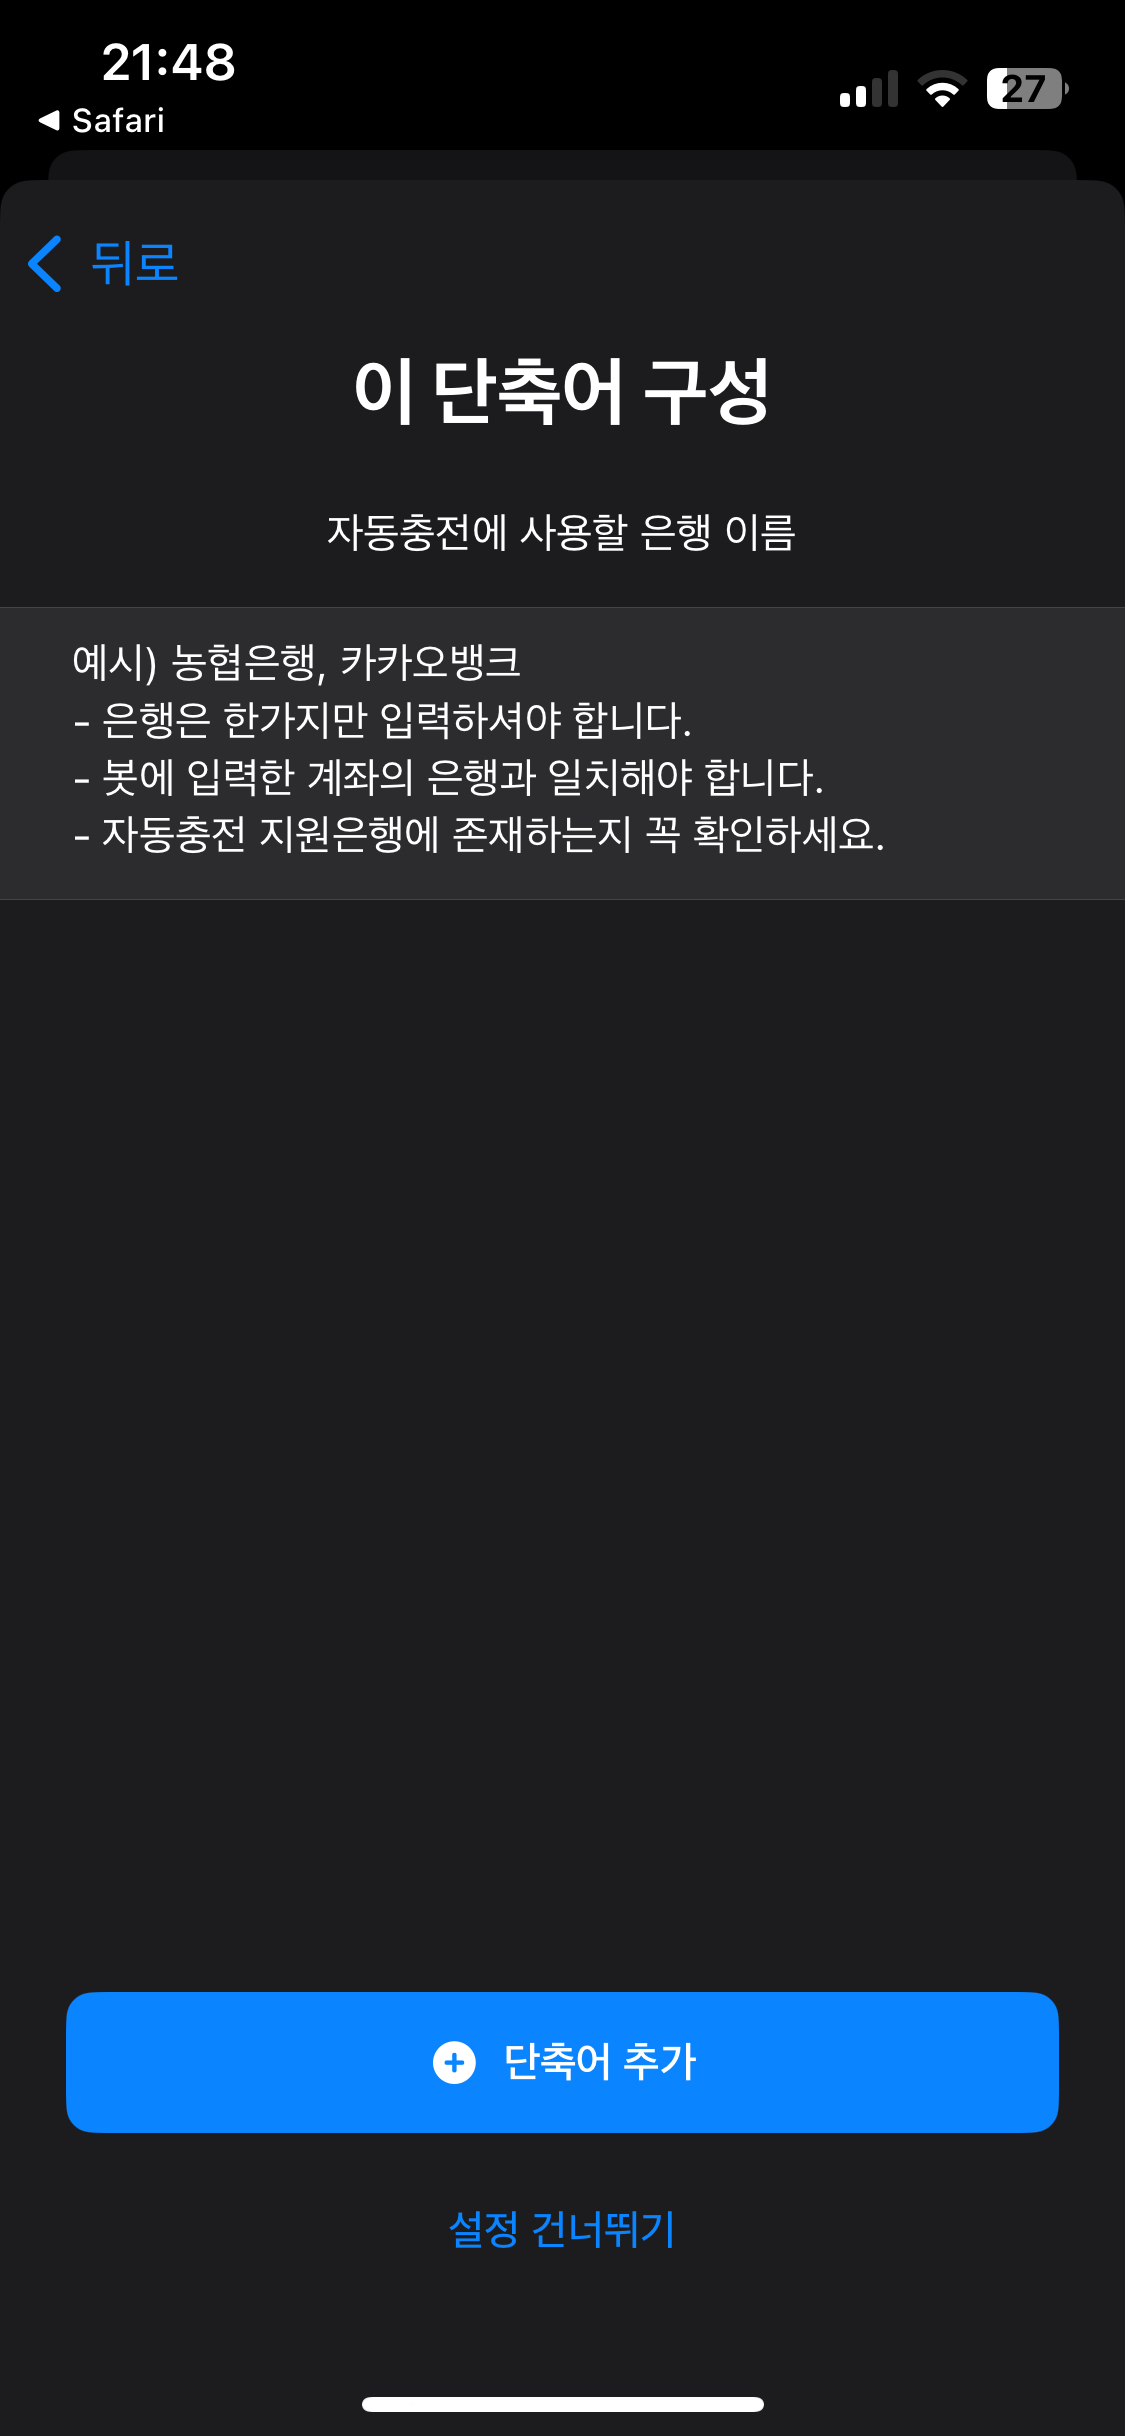 21:48
Safari
27
뒤로
이 단축어 구성
자동충전에 사용할 은행 이름
예시) 농협은행, 카카오뱅크
- 은행은 한가지만 입력하셔야 합니다.
- 봇에 입력한 계좌의 은행과 일치해야 합니다.
- 자동충전 지원은행에 존재하는지 꼭 확인하세요.
단축어 추가
설정 건너뛰기